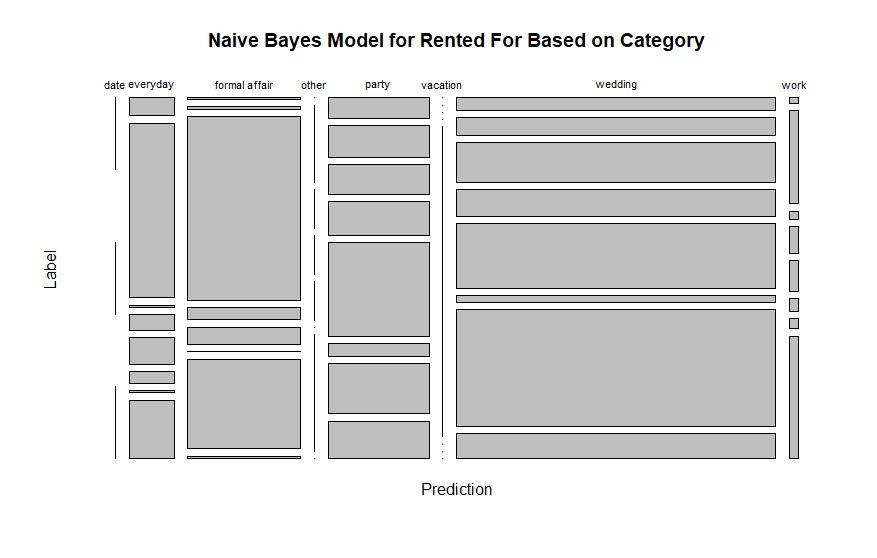 Naive Bayes Model for Rented For Based on Category
date everyday formal affair other party vacation wedding work
Label
Prediction